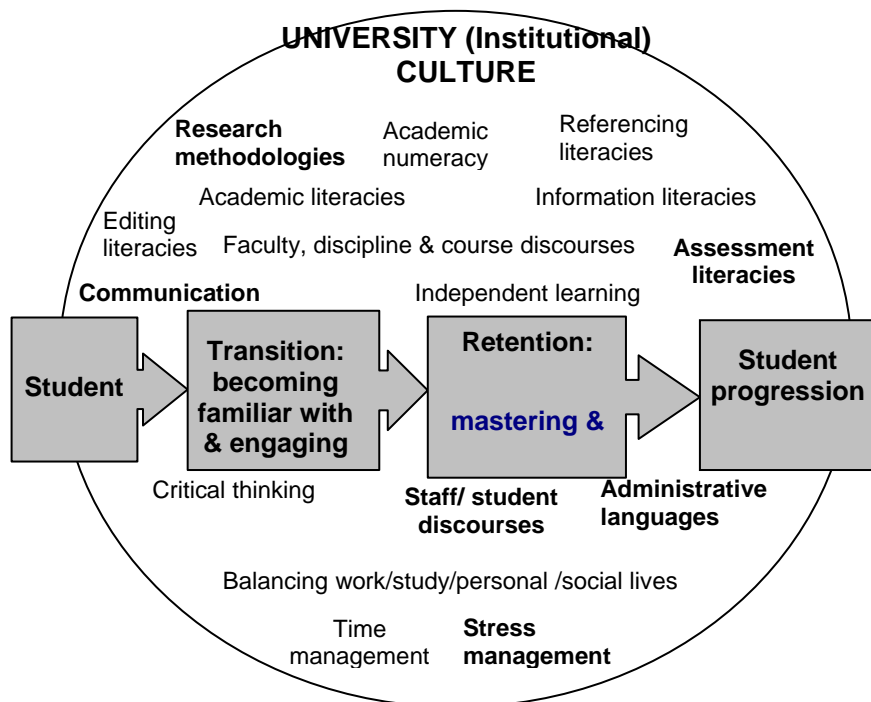 UNIVERSITY (Institutional)
CULTURE
Research
methodologies
Academic
numeracy
Referencing
literacies
Academic literacies
Information literacies
Editing
literacies
Faculty, discipline & course discourses
Assessment
literacies
Communication
Independent learning
Student
Transition:
becoming
familiar with
& engaging
Retention:
mastering &
Student
progression
Critical thinking
Staff/ student
discourses
Administrative
languages
Balancing work/study/personal /social lives
Time
management
Stress
management